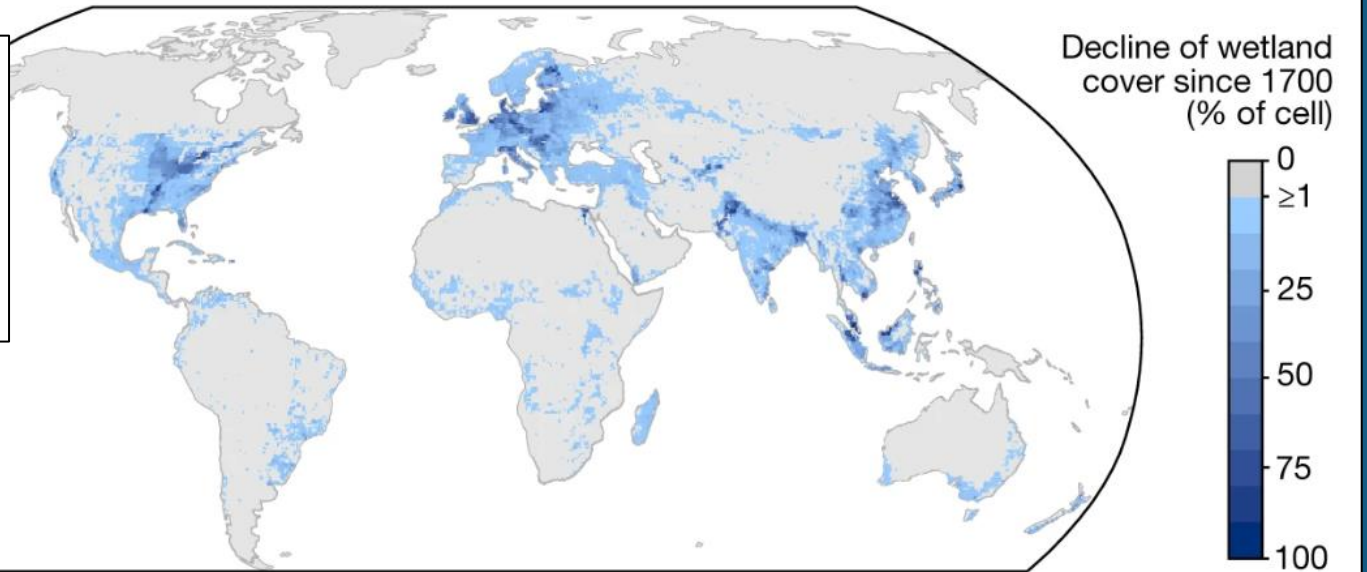 Decline of wetland
cover since 1700
(% of cell)
0
≥1
25
50
75
100